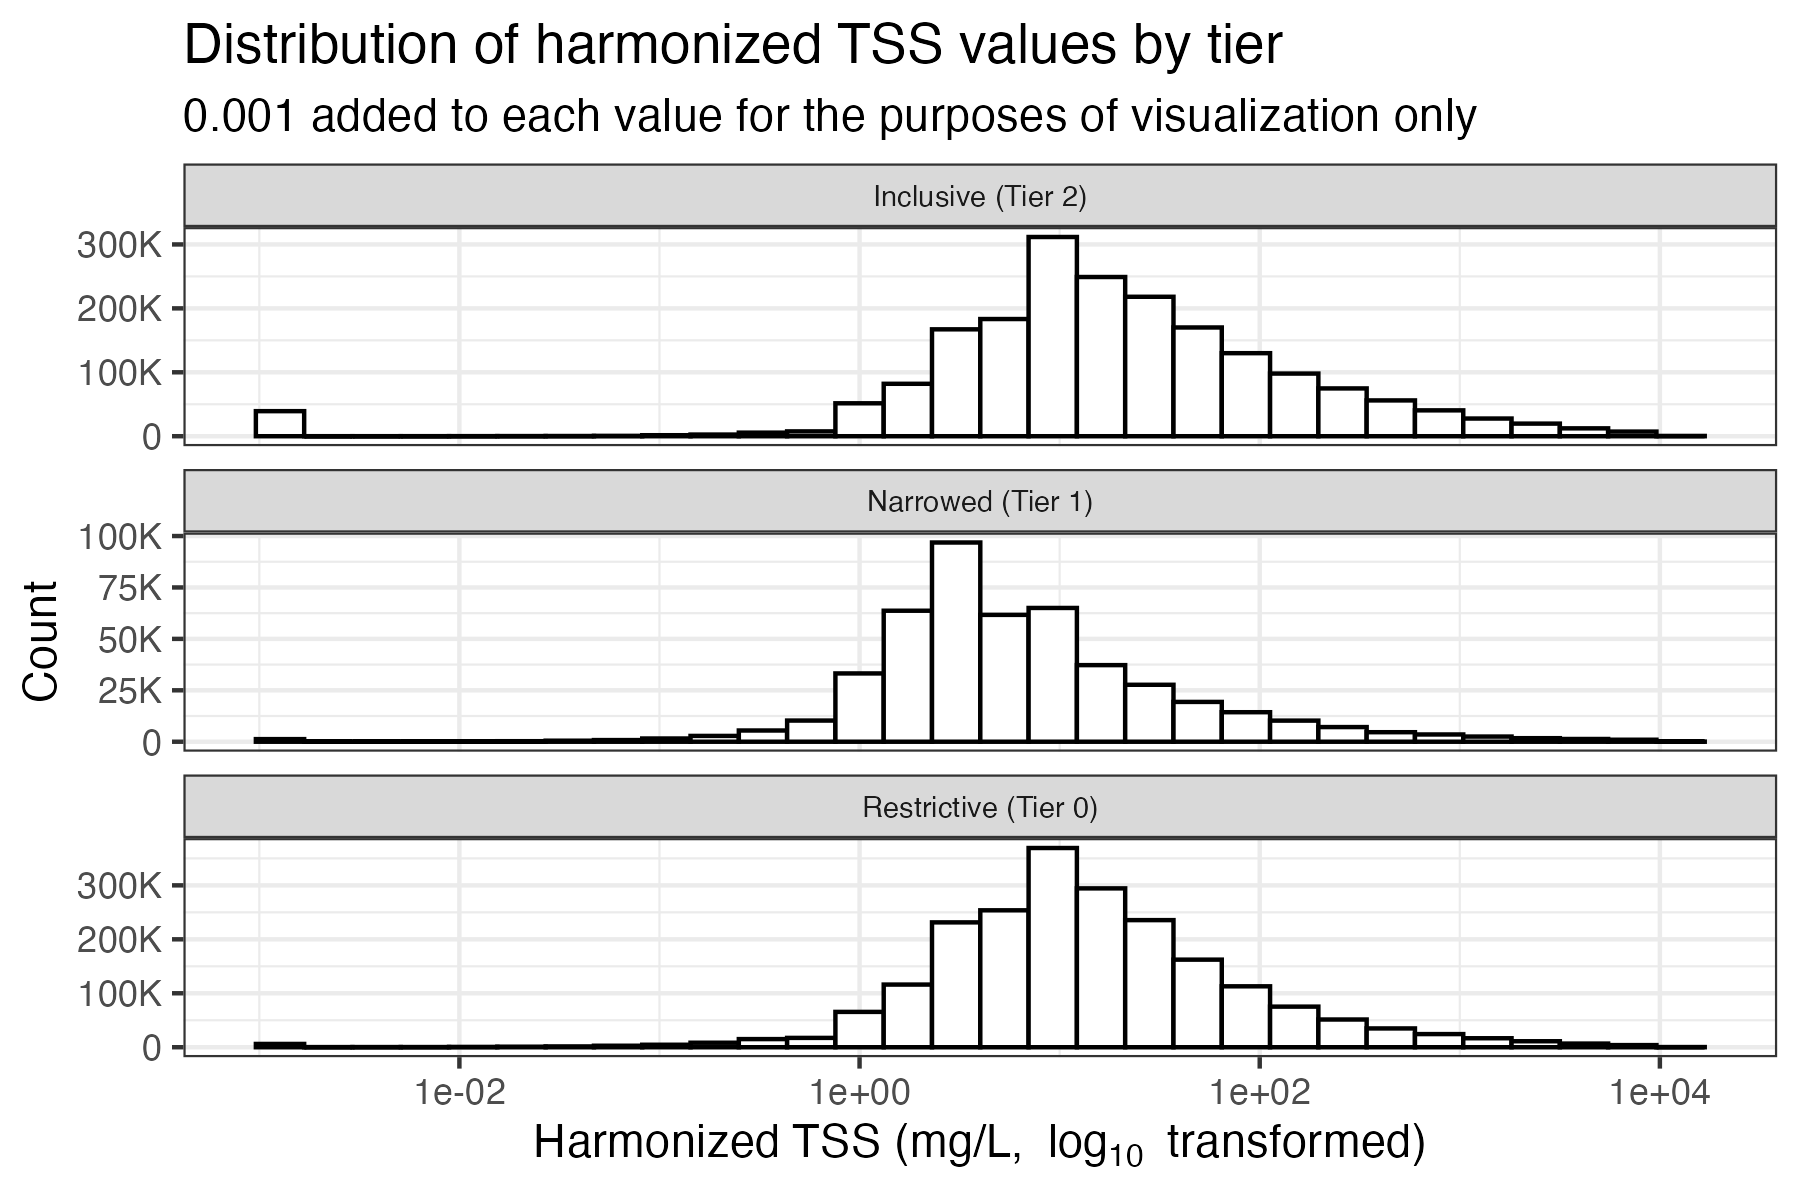 Distribution of harmonized TSS values by tier
0.001 added to each value for the purposes of visualization only
Inclusive (Tier 2)
300K
200K
100K
0
Narrowed (Tier 1)
100K
75K
50K
25K
0
Count
Restrictive (Tier 0)
300K
200K
100K
0
1e-02 1e+00 1e+02 1e+04
Harmonized TSS (mg/L, log10 transformed)